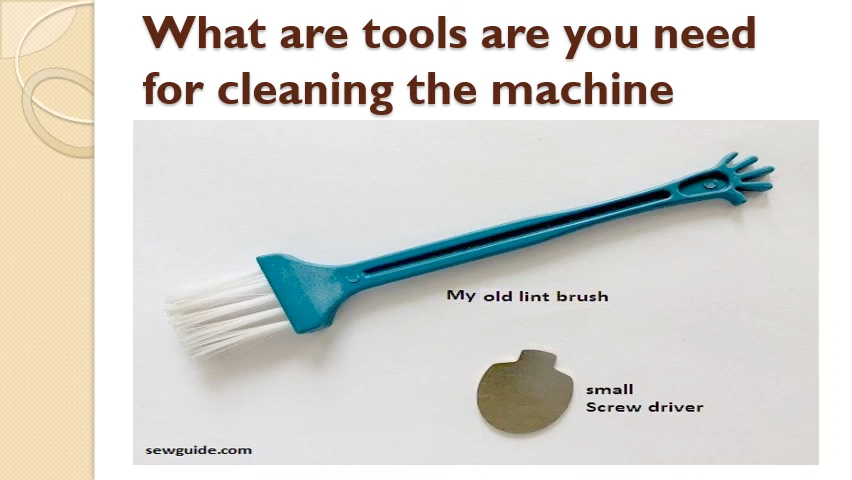 What are tools are you need
for cleaning the machine
My old lint brush
small
Screw driver
sewguide.com